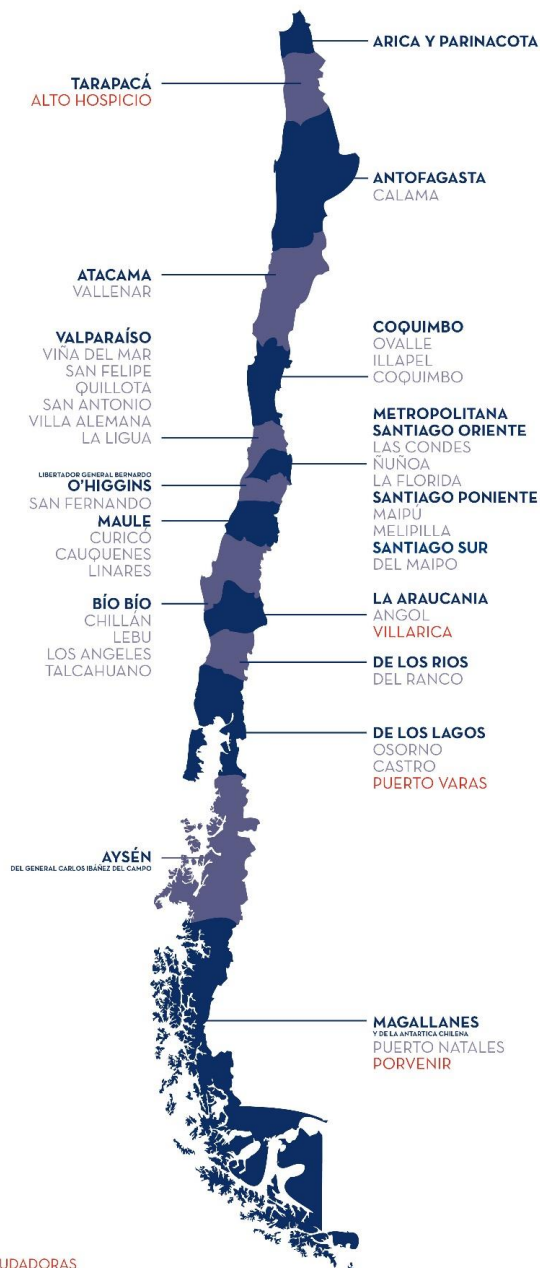 ARICA Y PARINACOTA
TARAPACÁ
ALTO HOSPICIO
ANTOFAGASTA
CALAMA
ATACAMA
VALLENAR
VALPARAÍSO
VIÑA DEL MAR
SAN FELIPE
QUILLOTA
SAN ANTONIO
VILLA ALEMANA
LA LIGUA
COQUIMBO
OVALLE
ILLAPEL
COQUIMBO
METROPOLITANA
SANTIAGO ORIENTE
LAS CONDES
ÑUÑOA
LA FLORIDA
SANTIAGO PONIENTE
MAIPÚ
MELIPILLA
SANTIAGO SUR
DEL MAIPO
LIBERTADOR GENERAL BERNARDO
O'HIGGINS
SAN FERNANDO
MAULE
CURICÓ
CAUQUENES
LINARES
BÍO BÍO
CHILLÁN
LEBU
LOS ANGELES
TALCAHUANO
LA ARAUCANIA
ANGOL
VILLARICA
DE LOS RIOS
DEL RANCO
DE LOS LAGOS
OSORNO
CASTRO
PUERTO VARAS
AYSÉN
DEL GENERAL CARLOS IBÁÑEZ DEL CAMPO
MAGALLANES
Y DE LA ANTARTICA CHILENA
PUERTO NATALES
PORVENIR
UDADORAS